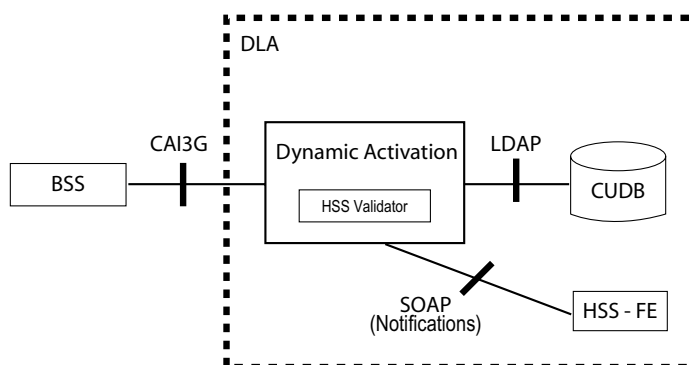 DLA
CAI3G
Dynamic Activation
LDAP
BSS
HSS Validator
CUDB
SOAP
(Notifications)
HSS - FE